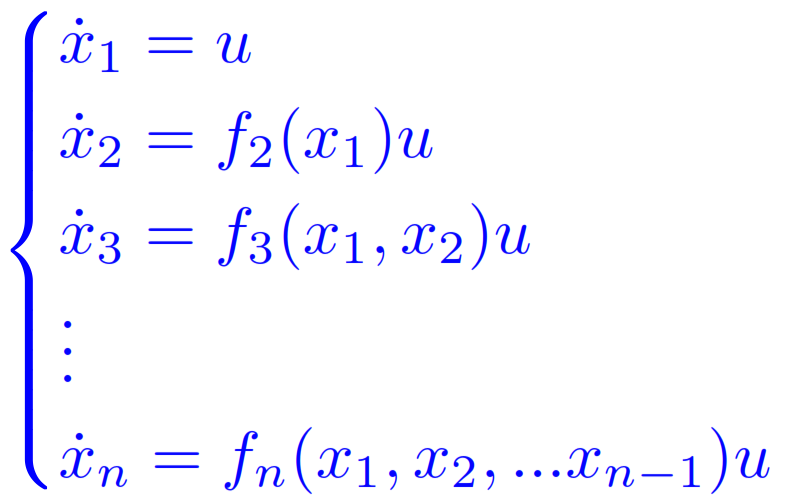 ẋ₁ = u
ẋ₂ = f₂(x₁)u
ẋ₃ = f₃(x₁, x₂)u
⋮
ẋₙ = fₙ(x₁, x₂, ...xₙ₋₁)u